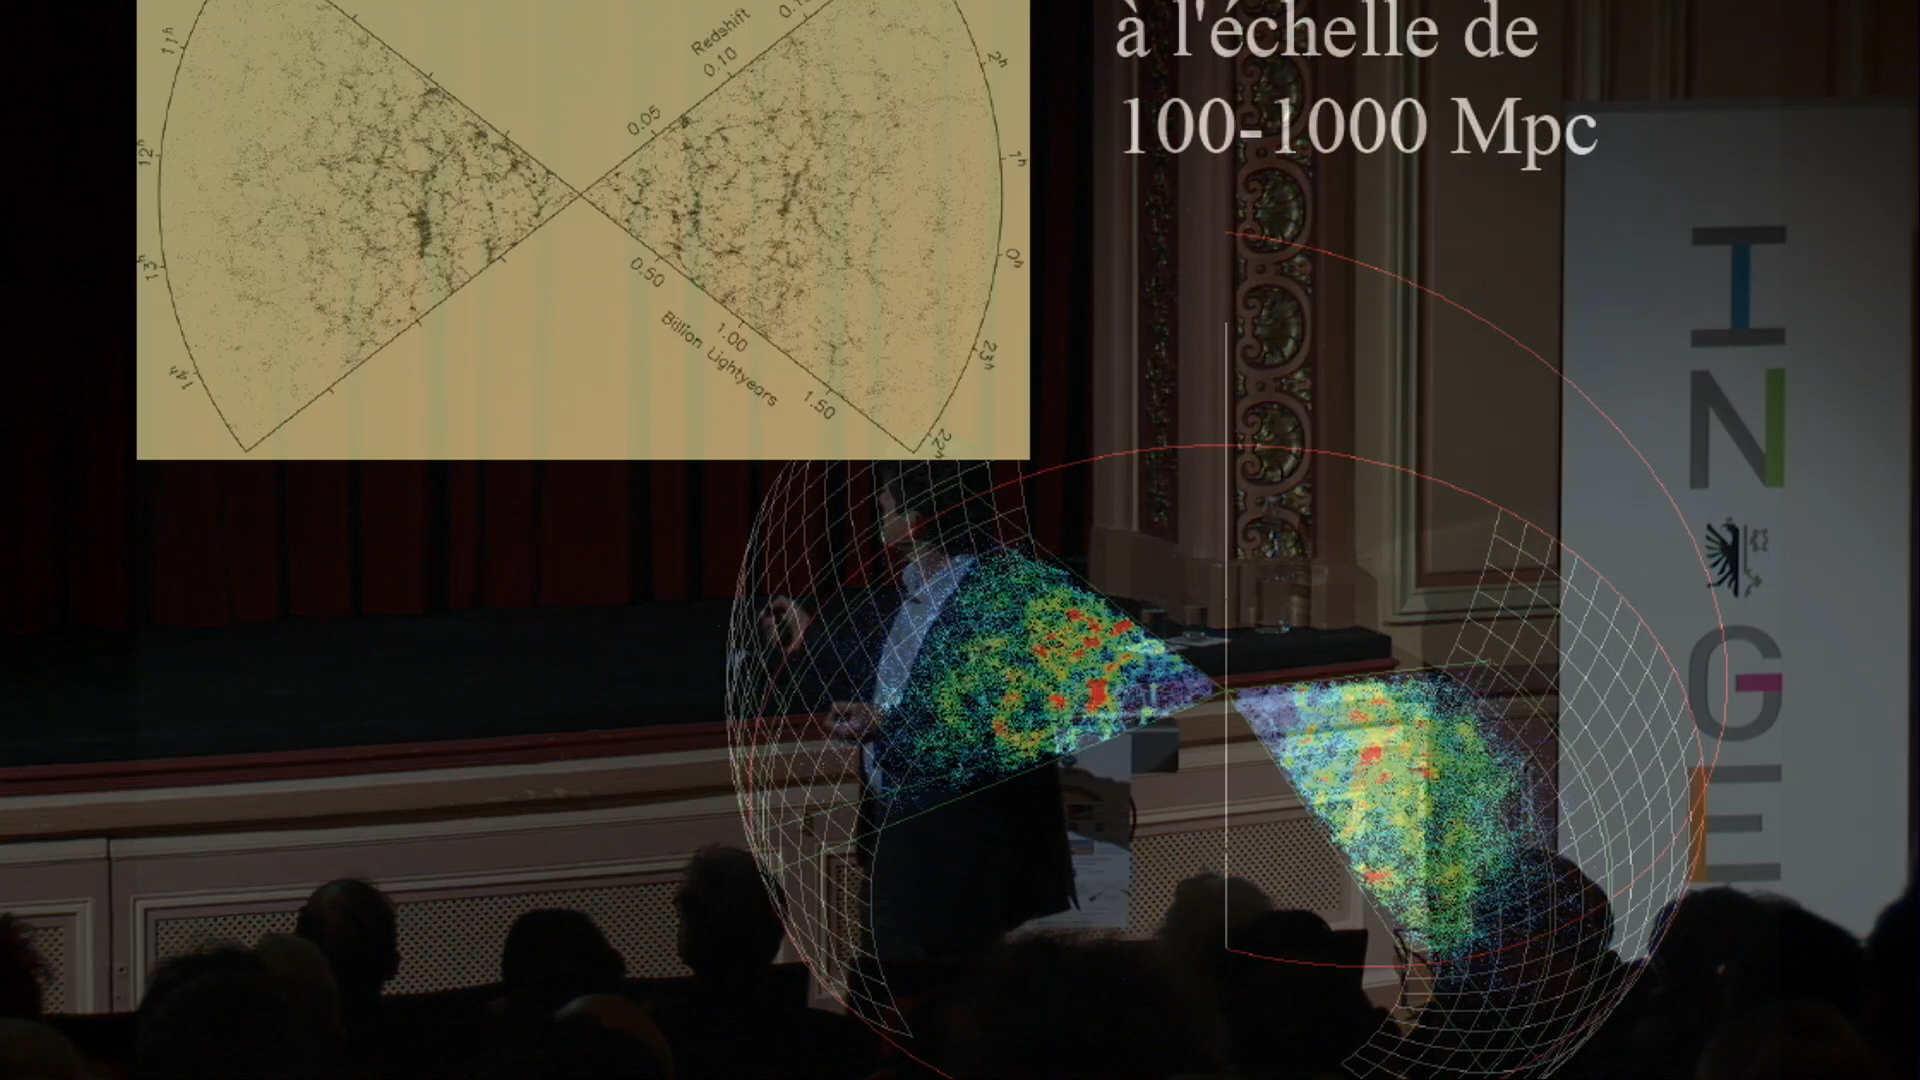 à l'échelle de
100-1000 Mpc
11h
12h
13h
14h
Redshift
0.05
0.10
0.50
1.00
1.50
Billion Lightyears
2h
1h
0h
23h
22h
I
N
G
E